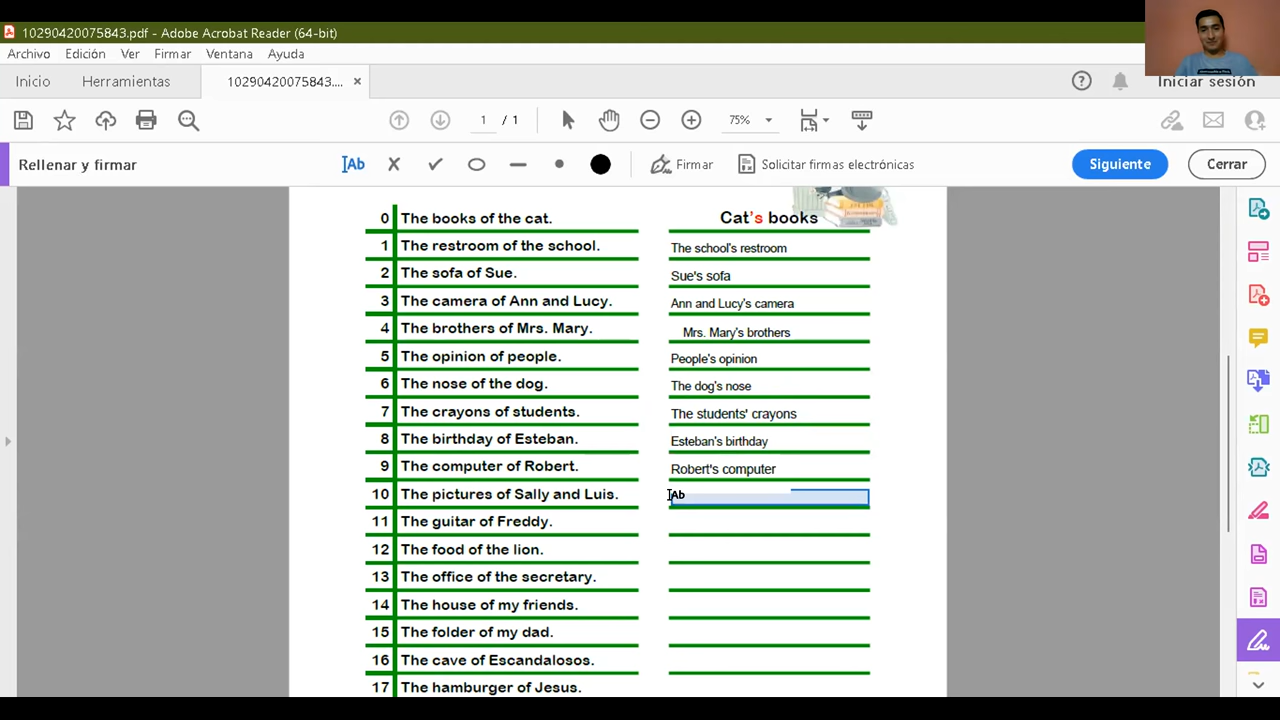 10290420075843.pdf - Adobe Acrobat Reader (64-bit)
Archivo Edición Ver Firmar Ventana Ayuda
Inicio Herramientas 10290420075843.... × Iniciar sesión
1 / 1 75%
Rellenar y firmar Ab Firmar Solicitar firmas electrónicas Siguiente Cerrar
0 The books of the cat. Cat's books
1 The restroom of the school. The school's restroom
2 The sofa of Sue. Sue's sofa
3 The camera of Ann and Lucy. Ann and Lucy's camera
4 The brothers of Mrs. Mary. Mrs. Mary's brothers
5 The opinion of people. People's opinion
6 The nose of the dog. The dog's nose
7 The crayons of students. The students' crayons
8 The birthday of Esteban. Esteban's birthday
9 The computer of Robert. Robert's computer
10 The pictures of Sally and Luis. Ab
11 The guitar of Freddy.
12 The food of the lion.
13 The office of the secretary.
14 The house of my friends.
15 The folder of my dad.
16 The cave of Escandalosos.
17 The hamburger of Jesus.